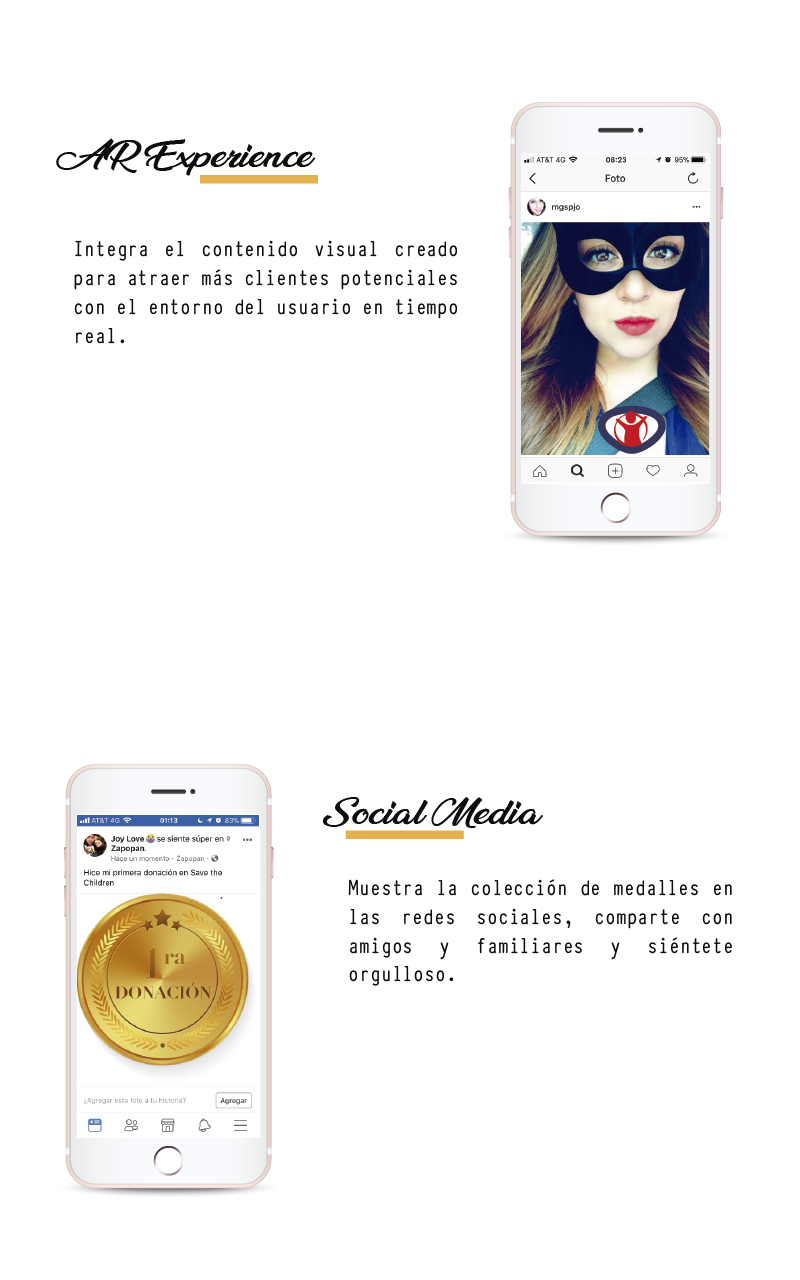 AR Experience
Integra el contenido visual creado
para atraer más clientes potenciales
con el entorno del usuario en tiempo
real.
AT&T 4G 08:23 95%
Foto
mgspjo
AT&T 4G 01:13 83%
Joy Love 😂 se siente súper en
Zapopan.
Hace un momento · Zapopan ·
Hice mi primera donación en Save the
Children
1ra
DONACIÓN
¿Agregar esta foto a tu historia? Agregar
Social Media
Muestra la colección de medalles en
las redes sociales, comparte con
amigos y familiares y siéntete
orgulloso.